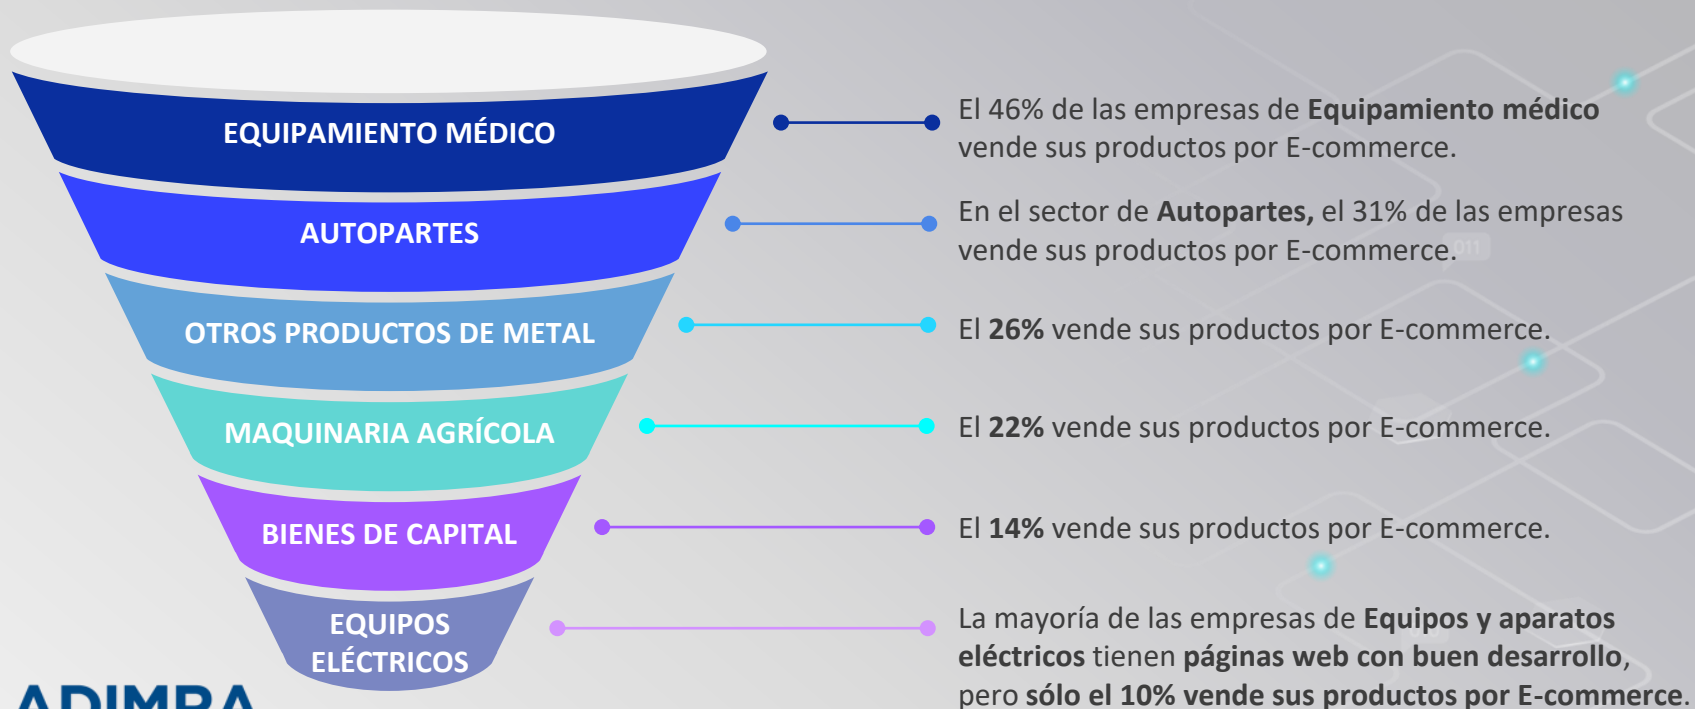 EQUIPAMIENTO MÉDICO
El 46% de las empresas de Equipamiento médico
vende sus productos por E-commerce.
AUTOPARTES
En el sector de Autopartes, el 31% de las empresas
vende sus productos por E-commerce.
011
OTROS PRODUCTOS DE METAL
El 26% vende sus productos por E-commerce.
MAQUINARIA AGRÍCOLA
El 22% vende sus productos por E-commerce.
BIENES DE CAPITAL
El 14% vende sus productos por E-commerce.
EQUIPOS
ELÉCTRICOS
La mayoría de las empresas de Equipos y aparatos
eléctricos tienen páginas web con buen desarrollo,
pero sólo el 10% vende sus productos por E-commerce.
ADIMRA